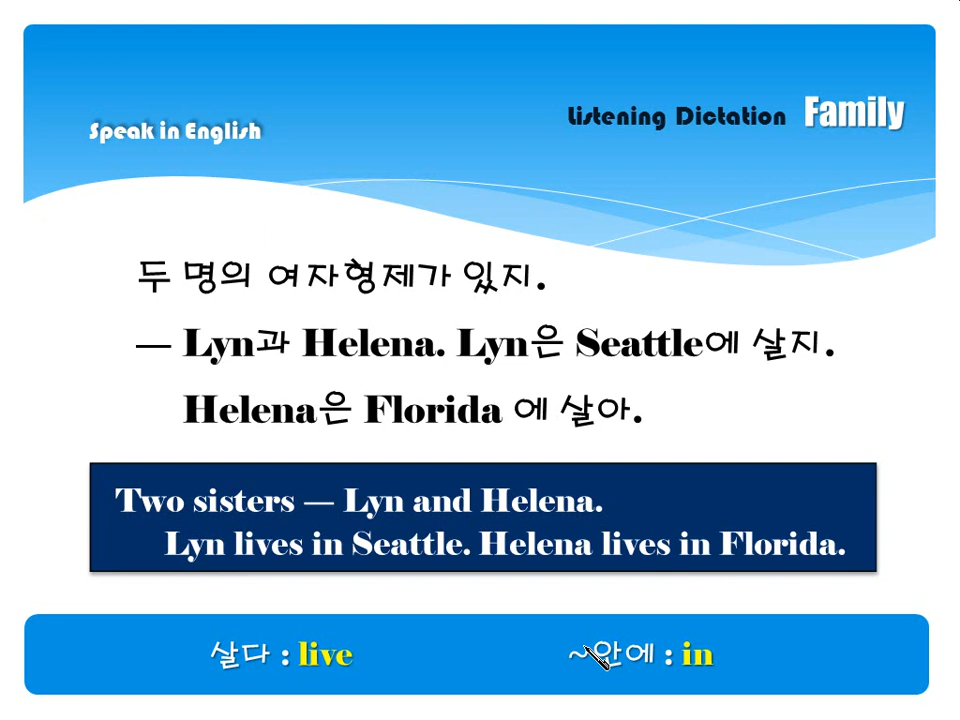 Speak in English
Listening Dictation Family
두 명의 여자형제가 있지.
— Lyn과 Helena. Lyn은 Seattle에 살지.
Helena은 Florida 에 살아.
Two sisters — Lyn and Helena.
Lyn lives in Seattle. Helena lives in Florida.
살다 : live ~안에 : in